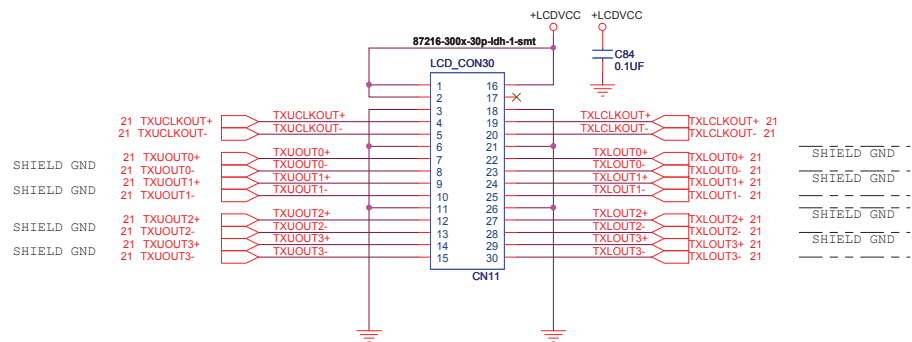 +LCDVCC +LCDVCC
87216-300x-30p-ldh-1-smt
C84
0.1UF
LCD_CON30
1 16
2 17
3 18
21 TXUCLKOUT+ TXUCLKOUT+ 4 19 TXLCLKOUT+ TXLCLKOUT+ 21
21 TXUCLKOUT- TXUCLKOUT- 5 20 TXLCLKOUT- TXLCLKOUT- 21
6 21
SHIELD GND
21 TXUOUT0+ TXUOUT0+ 7 22 TXLOUT0+ TXLOUT0+ 21
SHIELD GND
21 TXUOUT0- TXUOUT0- 8 23 TXLOUT0- TXLOUT0- 21
21 TXUOUT1+ TXUOUT1+ 9 24 TXLOUT1+ TXLOUT1+ 21
SHIELD GND
SHIELD GND
21 TXUOUT1- TXUOUT1- 10 25 TXLOUT1- TXLOUT1- 21
11 26
SHIELD GND
21 TXUOUT2+ TXUOUT2+ 12 27 TXLOUT2+ TXLOUT2+ 21
SHIELD GND
21 TXUOUT2- TXUOUT2- 13 28 TXLOUT2- TXLOUT2- 21
21 TXUOUT3+ TXUOUT3+ 14 29 TXLOUT3+ TXLOUT3+ 21
SHIELD GND
SHIELD GND
21 TXUOUT3- TXUOUT3- 15 30 TXLOUT3- TXLOUT3- 21
CN11